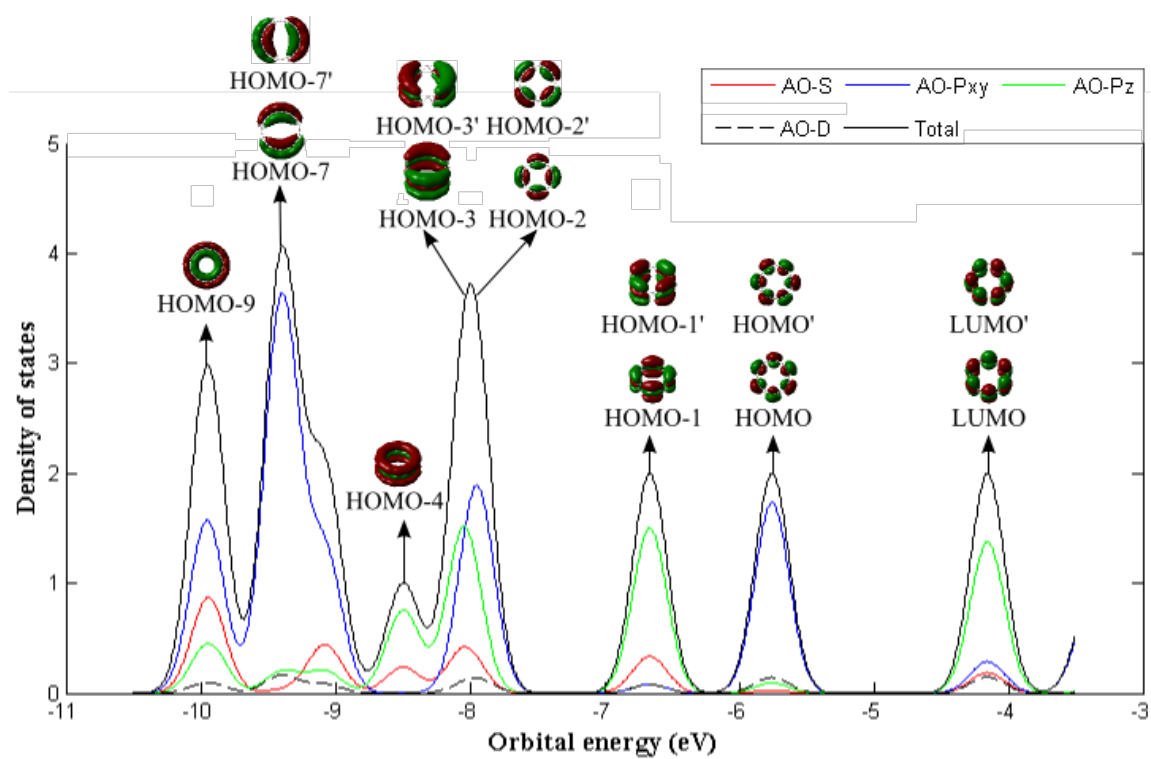 HOMO-7'
HOMO-7
HOMO-3' HOMO-2'
HOMO-3 HOMO-2
AO-S AO-Pxy AO-Pz
AO-D Total
HOMO-9
HOMO-4
HOMO-1' HOMO' LUMO'
HOMO-1 HOMO LUMO
Density of states
5
4
3
2
1
0
-11 -10 -9 -8 -7 -6 -5 -4 -3
Orbital energy (eV)